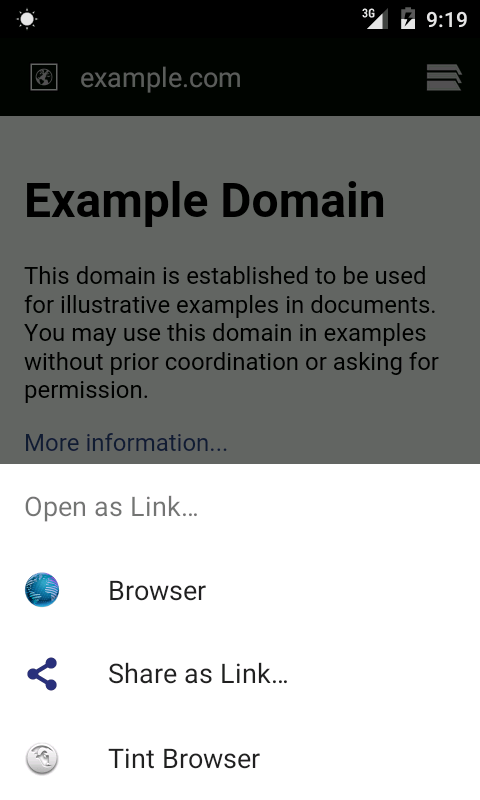 3G 9:19
example.com
Example Domain
This domain is established to be used
for illustrative examples in documents.
You may use this domain in examples
without prior coordination or asking for
permission.
More information...
Open as Link...
Browser
Share as Link...
Tint Browser